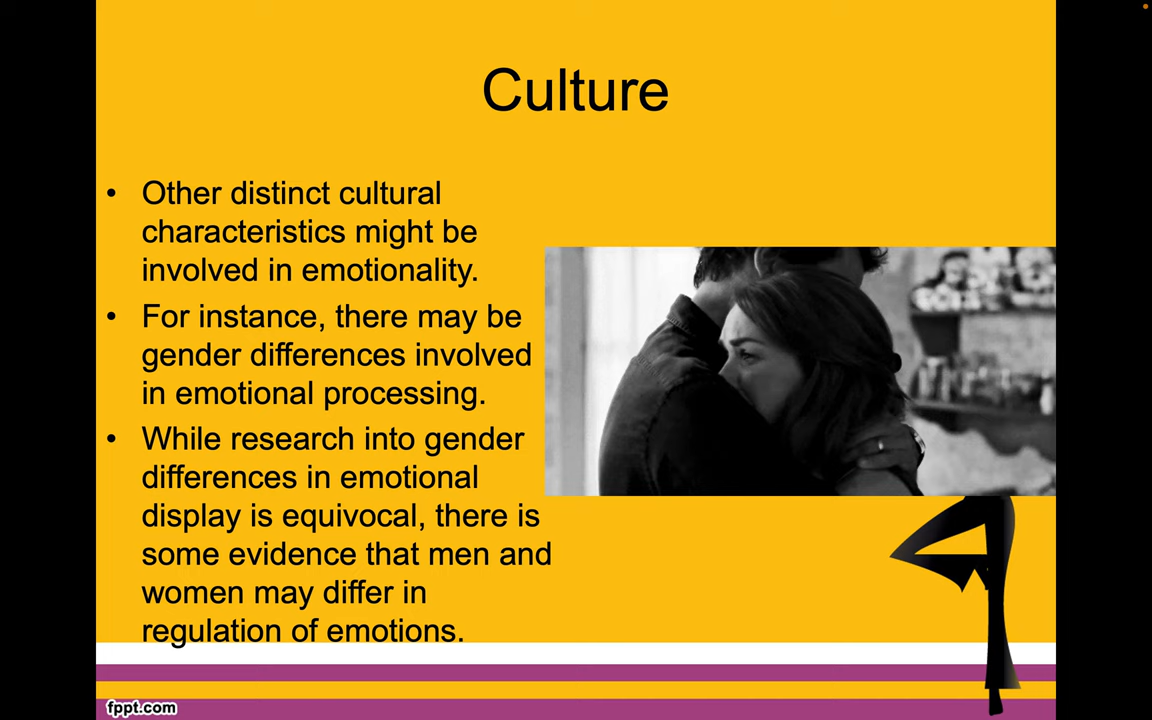 Culture
• Other distinct cultural
characteristics might be
involved in emotionality.
• For instance, there may be
gender differences involved
in emotional processing.
• While research into gender
differences in emotional
display is equivocal, there is
some evidence that men and
women may differ in
regulation of emotions.
fppt.com